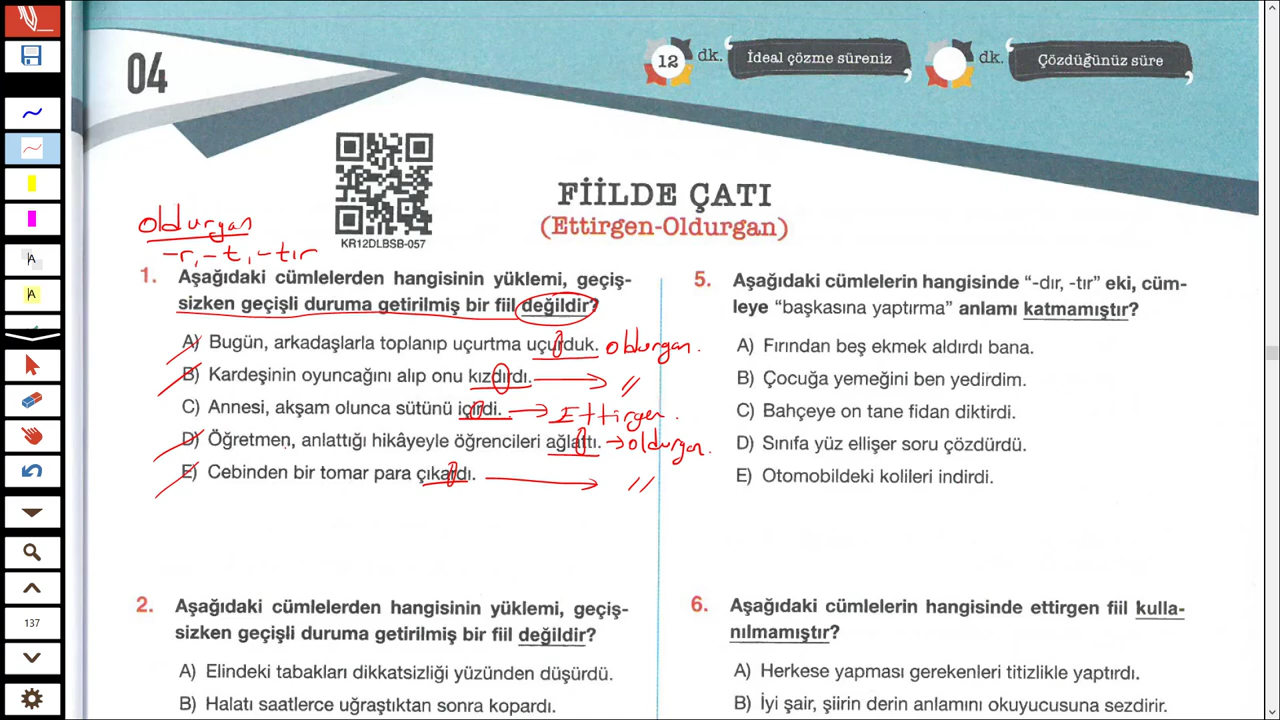 04
12 dk. İdeal çözme süreniz
dk. Çözdüğünüz süre
KR12DLBSB-057
FİİLDE ÇATI
(Ettirgen-Oldurgan)
oldurgan
-r, -t, -tır
1. Aşağıdaki cümlelerden hangisinin yüklemi, geçiş-
sizken geçişli duruma getirilmiş bir fiil değildir?
A) Bugün, arkadaşlarla toplanıp uçurtma uçurduk. oldurgan.
B) Kardeşinin oyuncağını alıp onu kızdırdı. → //
C) Annesi, akşam olunca sütünü içirdi. → Ettirgen.
D) Öğretmen, anlattığı hikâyeyle öğrencileri ağlattı. → oldurgan.
E) Cebinden bir tomar para çıkardı. → //
2. Aşağıdaki cümlelerden hangisinin yüklemi, geçiş-
sizken geçişli duruma getirilmiş bir fiil değildir?
A) Elindeki tabakları dikkatsizliği yüzünden düşürdü.
B) Halatı saatlerce uğraştıktan sonra kopardı.
5. Aşağıdaki cümlelerin hangisinde “-dır, -tır” eki, cüm-
leye “başkasına yaptırma” anlamı katmamıştır?
A) Fırından beş ekmek aldırdı bana.
B) Çocuğa yemeğini ben yedirdim.
C) Bahçeye on tane fidan diktirdi.
D) Sınıfa yüz ellişer soru çözdürdü.
E) Otomobildeki kolileri indirdi.
6. Aşağıdaki cümlelerin hangisinde ettirgen fiil kulla-
nılmamıştır?
A) Herkese yapması gerekenleri titizlikle yaptırdı.
B) İyi şair, şiirin derin anlamını okuyucusuna sezdirir.
A
A
137